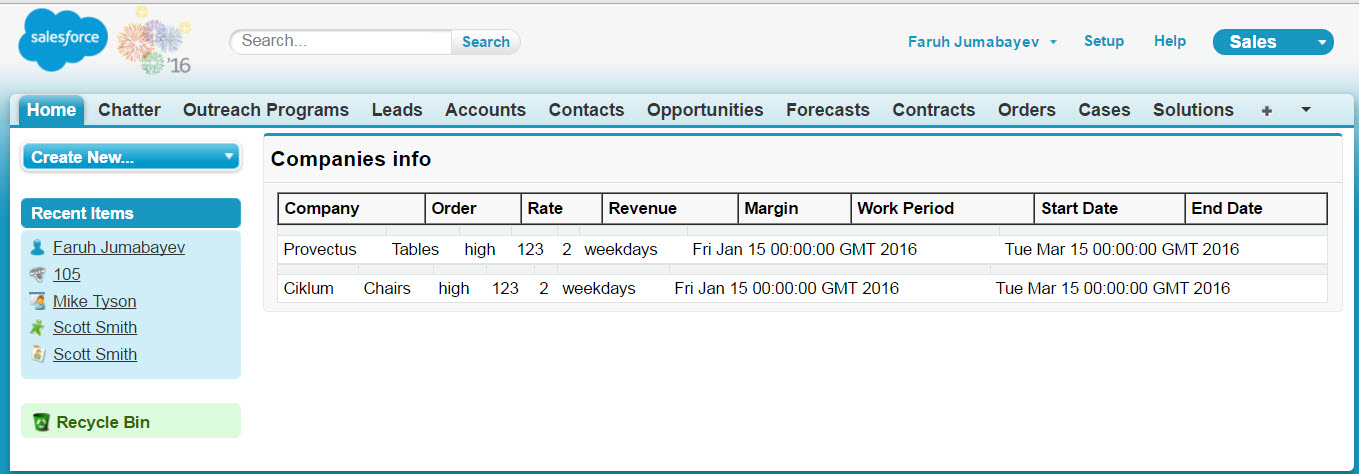 salesforce
'16
Search...
Search
Faruh Jumabayev
Setup
Help
Sales
Home Chatter Outreach Programs Leads Accounts Contacts Opportunities Forecasts Contracts Orders Cases Solutions +
Create New...
Recent Items
Faruh Jumabayev
105
Mike Tyson
Scott Smith
Scott Smith
Recycle Bin
Companies info
Company Order Rate Revenue Margin Work Period Start Date End Date
Provectus Tables high 123 2 weekdays Fri Jan 15 00:00:00 GMT 2016 Tue Mar 15 00:00:00 GMT 2016
Ciklum Chairs high 123 2 weekdays Fri Jan 15 00:00:00 GMT 2016 Tue Mar 15 00:00:00 GMT 2016